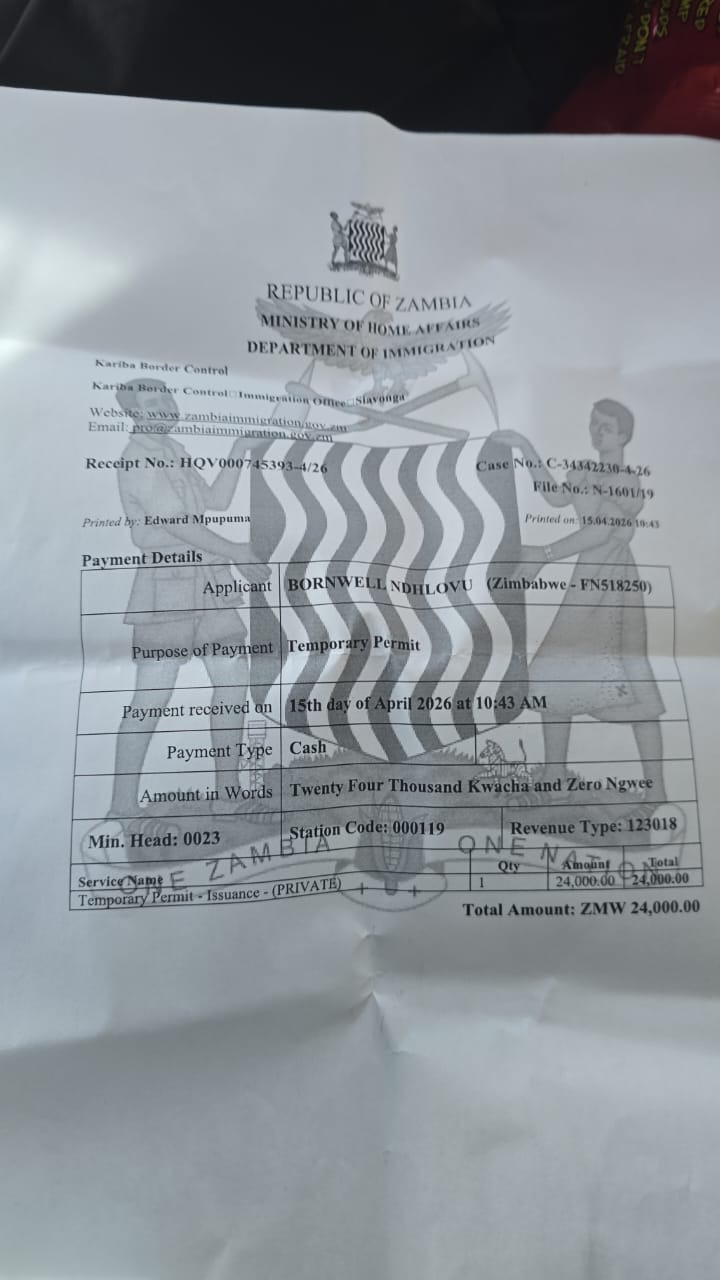 REPUBLIC OF ZAMBIA
MINISTRY OF HOME AFFAIRS
DEPARTMENT OF IMMIGRATION
Kariba Border Control
Kariba Border Control□Immigration Office□Siavonga
Website: www.zambiaimmigration.gov.zm
Email: pro@zambiaimmigration.gov.zm
Receipt No.: HQV000745393-4/26 Case No.: C-34342230-4-26
File No.: N-1601/19
Printed by: Edward Mpupuma Printed on: 15.04.2026 10:43
Payment Details
Applicant BORNWELL NDHLOVU (Zimbabwe - FN518250)
Purpose of Payment Temporary Permit
Payment received on 15th day of April 2026 at 10:43 AM
Payment Type Cash
Amount in Words Twenty Four Thousand Kwacha and Zero Ngwee
Min. Head: 0023 Station Code: 000119 Revenue Type: 123018
ONE ZAMBIA ONE NATION
Service Name Qty Amount Total
Temporary Permit - Issuance - (PRIVATE) 1 24,000.00 24,000.00
Total Amount: ZMW 24,000.00